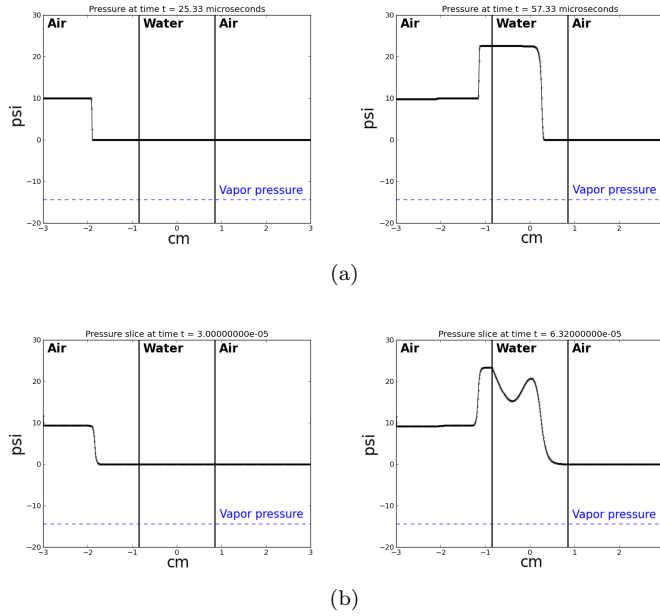 Pressure at time t = 25.33 microseconds
Air Water Air
psi
30
20
10
0
−10
−20
Vapor pressure
−3 −2 −1 0 1 2 3
cm
Pressure at time t = 57.33 microseconds
Air Water Air
psi
30
20
10
0
−10
−20
Vapor pressure
−3 −2 −1 0 1 2
cm
(a)
Pressure slice at time t = 3.00000000e-05
Air Water Air
psi
30
20
10
0
−10
−20
Vapor pressure
−3 −2 −1 0 1 2 3
cm
Pressure slice at time t = 6.32000000e-05
Air Water Air
psi
30
20
10
0
−10
−20
Vapor pressure
−3 −2 −1 0 1 2
cm
(b)